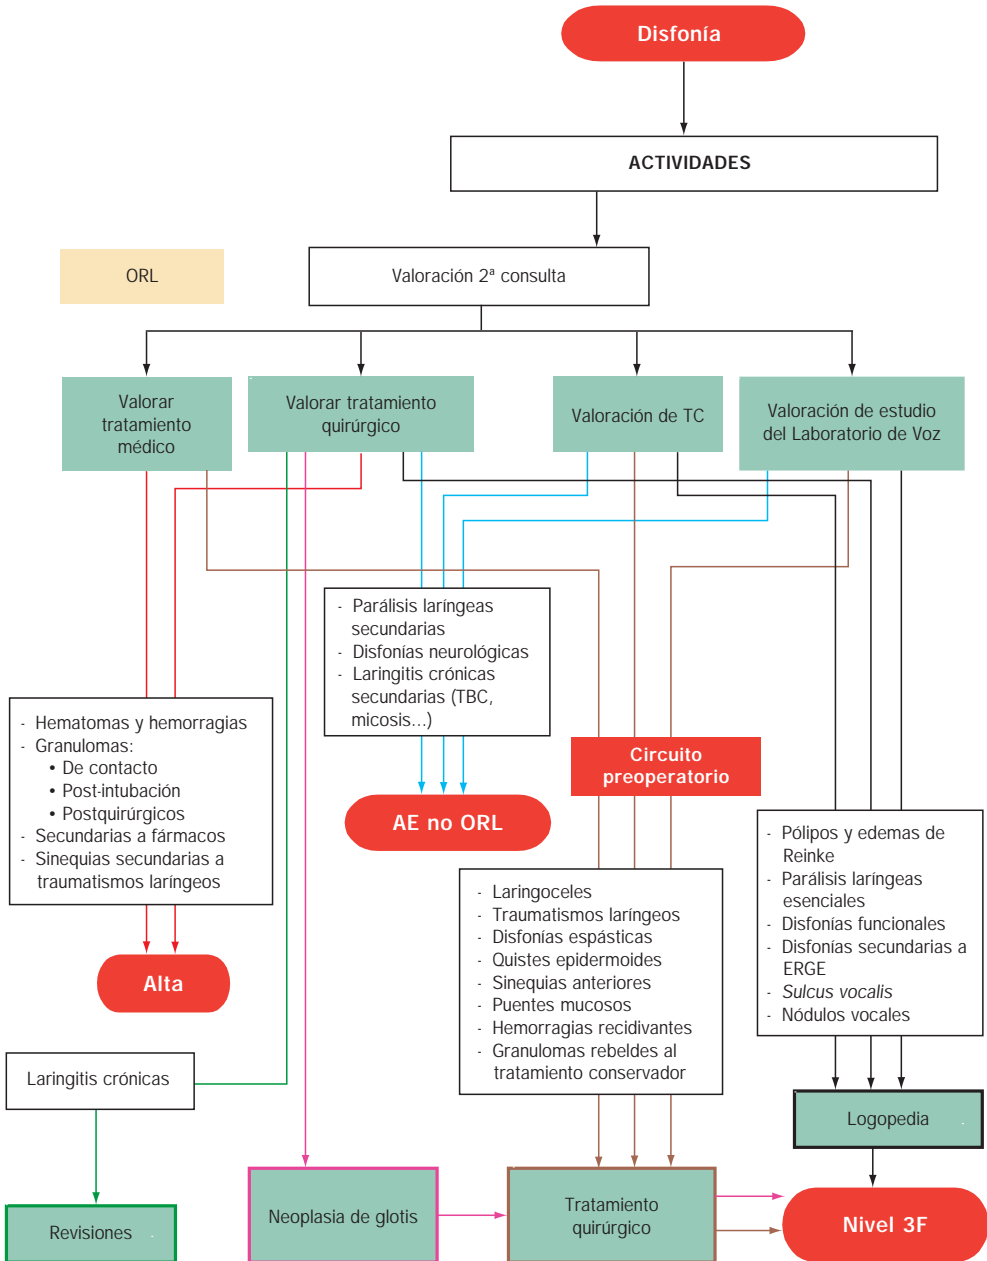 Disfonía
ACTIVIDADES
ORL
Valoración 2ª consulta
Valorar
tratamiento
médico
Valorar tratamiento
quirúrgico
Valoración de TC
Valoración de estudio
del Laboratorio de Voz
- Parálisis laríngeas
secundarias
- Disfonías neurológicas
- Laringitis crónicas
secundarias (TBC,
micosis...)
- Hematomas y hemorragias
- Granulomas:
• De contacto
• Post-intubación
• Postquirúrgicos
- Secundarias a fármacos
- Sinequias secundarias a
traumatismos laríngeos
Circuito
preoperatorio
AE no ORL
- Pólipos y edemas de
Reinke
- Parálisis laríngeas
esenciales
- Disfonías funcionales
- Disfonías secundarias a
ERGE
- Sulcus vocalis
- Nódulos vocales
- Laringoceles
- Traumatismos laríngeos
- Disfonías espásticas
- Quistes epidermoides
- Sinequias anteriores
- Puentes mucosos
- Hemorragias recidivantes
- Granulomas rebeldes al
tratamiento conservador
Alta
Laringitis crónicas
Logopedia
Revisiones
Neoplasia de glotis
Tratamiento
quirúrgico
Nivel 3F